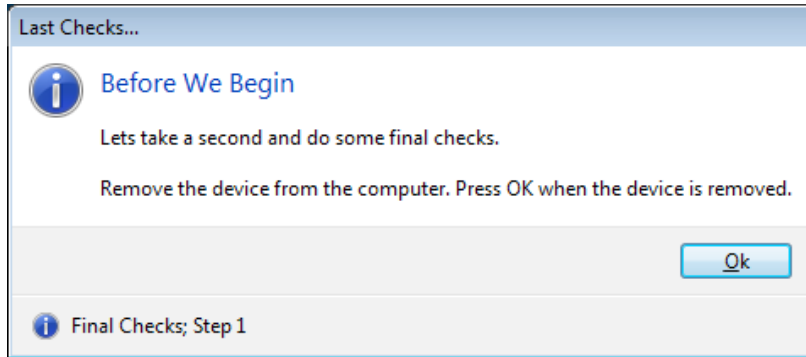 Last Checks...
Before We Begin
Lets take a second and do some final checks.
Remove the device from the computer. Press OK when the device is removed.
Ok
Final Checks; Step 1